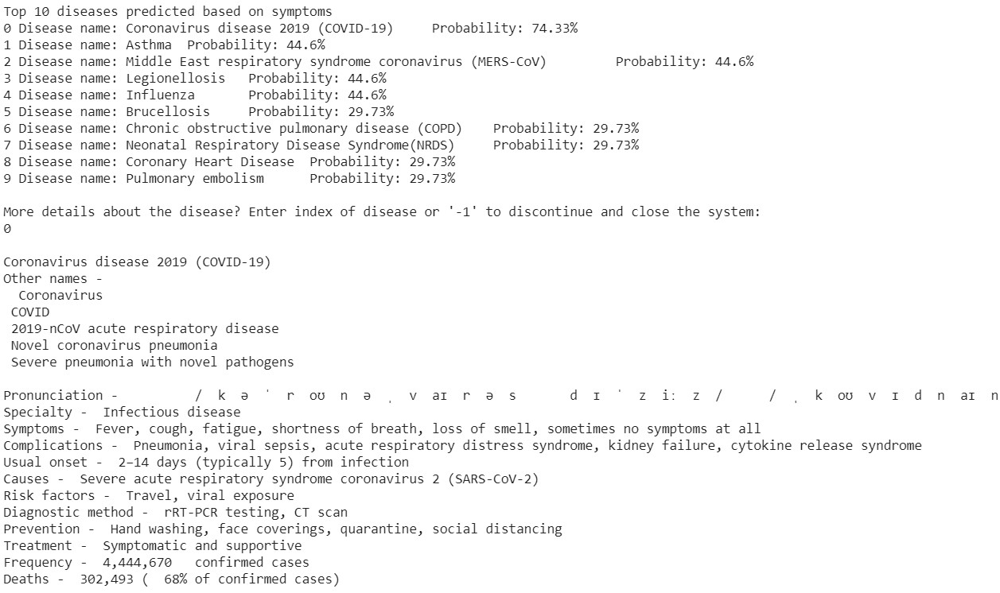 Top 10 diseases predicted based on symptoms
0 Disease name: Coronavirus disease 2019 (COVID-19)     Probability: 74.33%
1 Disease name: Asthma  Probability: 44.6%
2 Disease name: Middle East respiratory syndrome coronavirus (MERS-CoV)         Probability: 44.6%
3 Disease name: Legionellosis   Probability: 44.6%
4 Disease name: Influenza       Probability: 44.6%
5 Disease name: Brucellosis     Probability: 29.73%
6 Disease name: Chronic obstructive pulmonary disease (COPD)    Probability: 29.73%
7 Disease name: Neonatal Respiratory Disease Syndrome(NRDS)     Probability: 29.73%
8 Disease name: Coronary Heart Disease  Probability: 29.73%
9 Disease name: Pulmonary embolism      Probability: 29.73%
More details about the disease? Enter index of disease or '-1' to discontinue and close the system:
0
Coronavirus disease 2019 (COVID-19)
Other names -
Coronavirus
COVID
2019-nCoV acute respiratory disease
Novel coronavirus pneumonia
Severe pneumonia with novel pathogens
Pronunciation -          / k ə ˈ r oʊ n ə ˌ v aɪ r ə s   d ɪ ˈ z iː z /   / ˌ k oʊ v ɪ d n aɪ n
Specialty -  Infectious disease
Symptoms -  Fever, cough, fatigue, shortness of breath, loss of smell, sometimes no symptoms at all
Complications -  Pneumonia, viral sepsis, acute respiratory distress syndrome, kidney failure, cytokine release syndrome
Usual onset -  2–14 days (typically 5) from infection
Causes -  Severe acute respiratory syndrome coronavirus 2 (SARS-CoV-2)
Risk factors -  Travel, viral exposure
Diagnostic method -  rRT-PCR testing, CT scan
Prevention -  Hand washing, face coverings, quarantine, social distancing
Treatment -  Symptomatic and supportive
Frequency -  4,444,670   confirmed cases
Deaths -  302,493 (  68% of confirmed cases)